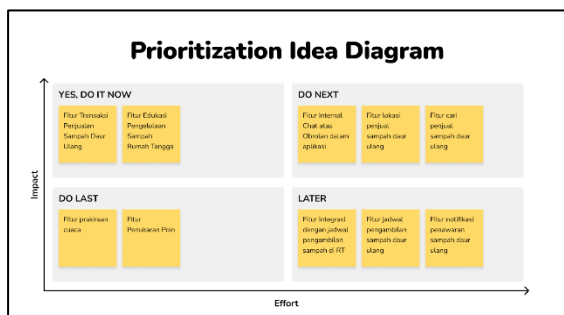 Prioritization Idea Diagram
YES, DO IT NOW
Fitur Transaksi
Penjualan
Sampah Daur
Ulang
Fitur Edukasi
Pengelolaan
Sampah
Rumah Tangga
DO NEXT
Fitur Internal
Chat atau
Obrolan dalam
aplikasi
Fitur lokasi
penjual
sampah daur
ulang
Fitur cari
penjual
sampah daur
ulang
DO LAST
Fitur prakiraan
cuaca
Fitur
Penukaran Poin
LATER
Fitur Integrasi
dengan jadwal
pengambilan
sampah di RT
Fitur jadwal
pengambilan
sampah daur
ulang
Fitur notifikasi
penawaran
sampah daur
ulang
Impact
Effort